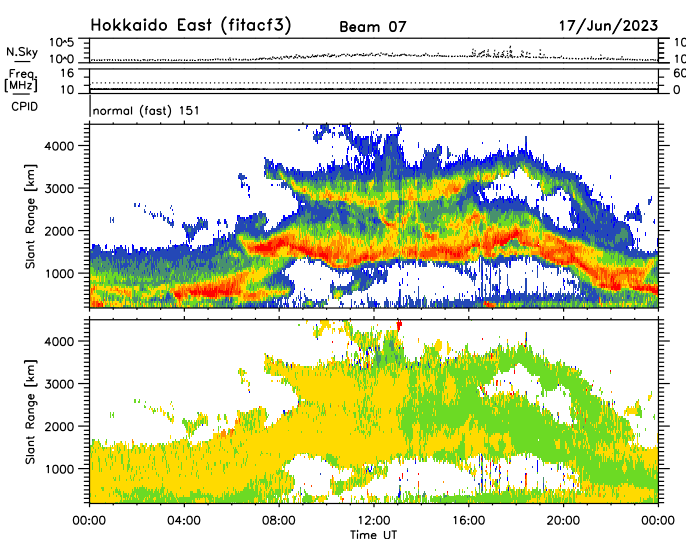 Hokkaido East (fitacf3) Beam 07 17/Jun/2023
N.Sky 10^5 10^0 10 10
Freq. [MHz] 16 10 60 0
CPID normal (fast) 151
Slant Range [km] 4000 3000 2000 1000
Slant Range [km] 4000 3000 2000 1000
00:00 04:00 08:00 12:00 16:00 20:00 00:00
Time UT